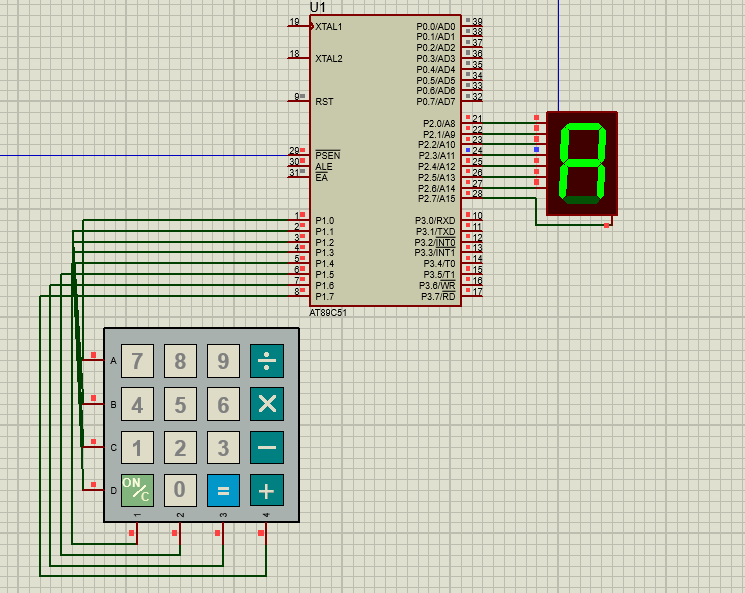 U1
19 XTAL1
18 XTAL2
9 RST
29 PSEN
30 ALE
31 EA
1 P1.0
2 P1.1
3 P1.2
4 P1.3
5 P1.4
6 P1.5
7 P1.6
8 P1.7
P0.0/AD0 39
P0.1/AD1 38
P0.2/AD2 37
P0.3/AD3 36
P0.4/AD4 35
P0.5/AD5 34
P0.6/AD6 33
P0.7/AD7 32
P2.0/A8 21
P2.1/A9 22
P2.2/A10 23
P2.3/A11 24
P2.4/A12 25
P2.5/A13 26
P2.6/A14 27
P2.7/A15 28
P3.0/RXD 10
P3.1/TXD 11
P3.2/INT0 12
P3.3/INT1 13
P3.4/T0 14
P3.5/T1 15
P3.6/WR 16
P3.7/RD 17
AT89C51
A 7 8 9 ÷
B 4 5 6 ×
C 1 2 3 −
D ON/C 0 = +
1 2 3 4